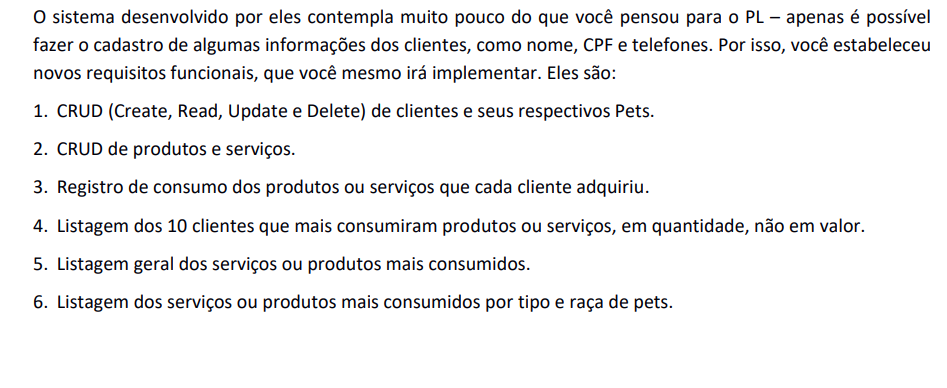 O sistema desenvolvido por eles contempla muito pouco do que você pensou para o PL – apenas é possível
fazer o cadastro de algumas informações dos clientes, como nome, CPF e telefones. Por isso, você estabeleceu
novos requisitos funcionais, que você mesmo irá implementar. Eles são:
1. CRUD (Create, Read, Update e Delete) de clientes e seus respectivos Pets.
2. CRUD de produtos e serviços.
3. Registro de consumo dos produtos ou serviços que cada cliente adquiriu.
4. Listagem dos 10 clientes que mais consumiram produtos ou serviços, em quantidade, não em valor.
5. Listagem geral dos serviços ou produtos mais consumidos.
6. Listagem dos serviços ou produtos mais consumidos por tipo e raça de pets.